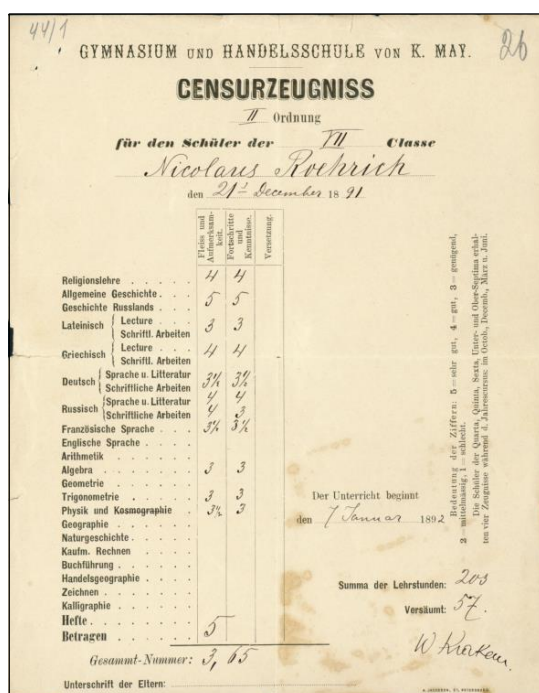 44/1
26
GYMNASIUM UND HANDELSSCHULE VON K. MAY.
CENSURZEUGNISS
II Ordnung
für den Schüler der VII Classe
Nicolaus Roehrich
den 21t December 1891
Fleiss und Aufmerksamkeit.
Fortschritte und Kenntnisse.
Versetzung.
Religionslehre 4 4
Allgemeine Geschichte . . . . 5 5
Geschichte Russlands . . . .
Lateinisch { Lecture . . . . 3 3
Schriftl. Arbeiten
Griechisch { Lecture . . . . 4 4
Schriftl. Arbeiten
Deutsch { Sprache u. Litteratur 3½ 3½
Schriftliche Arbeiten
Russisch { Sprache u. Litteratur 4 4
Schriftliche Arbeiten 4 3
Französische Sprache . . . . 3½ 3½
Englische Sprache . . . .
Arithmetik . . . .
Algebra . . . . 3 3
Geometrie . . . .
Trigonometrie . . . . 3 3
Physik und Kosmographie . 3½ 3
Geographie . . . .
Naturgeschichte . . . .
Kaufm. Rechnen . . . .
Buchführung . . . .
Handelsgeographie . . . .
Zeichnen . . . .
Kalligraphie . . . .
Hefte . . . .
Betragen . . . . 5
Gesammt-Nummer: 3,65
Unterschrift der Eltern:
Bedeutung der Ziffern: 5 = sehr gut, 4 = gut, 3 = genügend,
2 = mittelmässig, 1 = schlecht.
Die Schüler der Quarta, Quinta, Sexta, Unter- und Ober-Septima erhal-
ten vier Zeugnisse während d. Jahrescursus: im Octob., Decemb., März u. Juni.
Der Unterricht beginnt
den 7 Januar 1892
Summa der Lehrstunden: 203
Versäumt: 57.